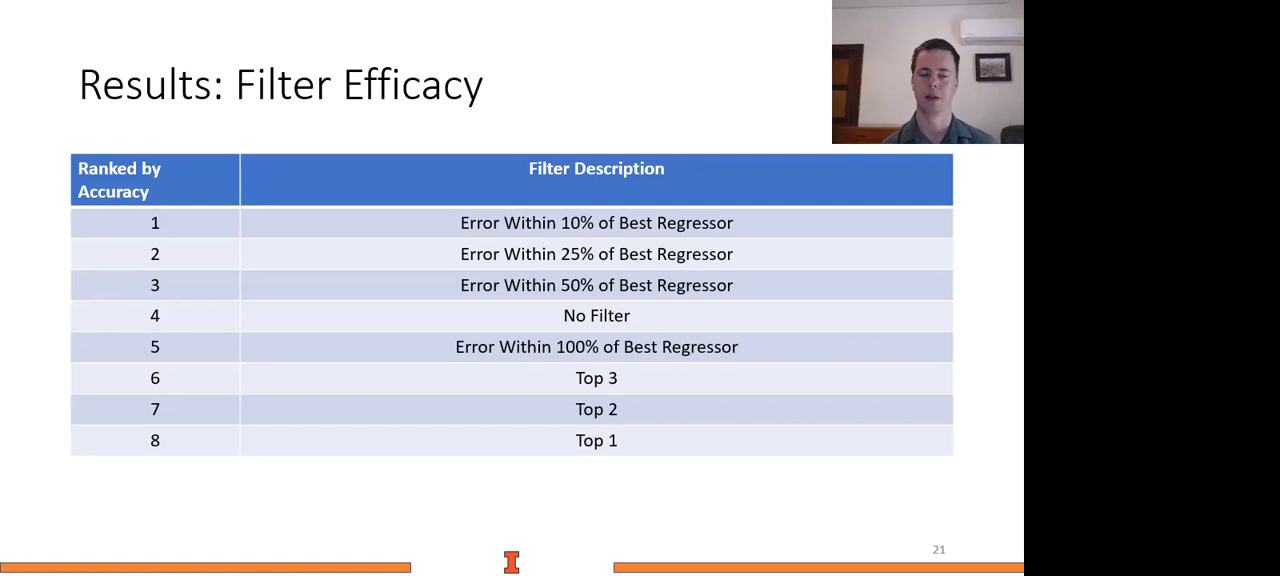 Results: Filter Efficacy
Ranked by Accuracy
Filter Description
1 Error Within 10% of Best Regressor
2 Error Within 25% of Best Regressor
3 Error Within 50% of Best Regressor
4 No Filter
5 Error Within 100% of Best Regressor
6 Top 3
7 Top 2
8 Top 1
21
I